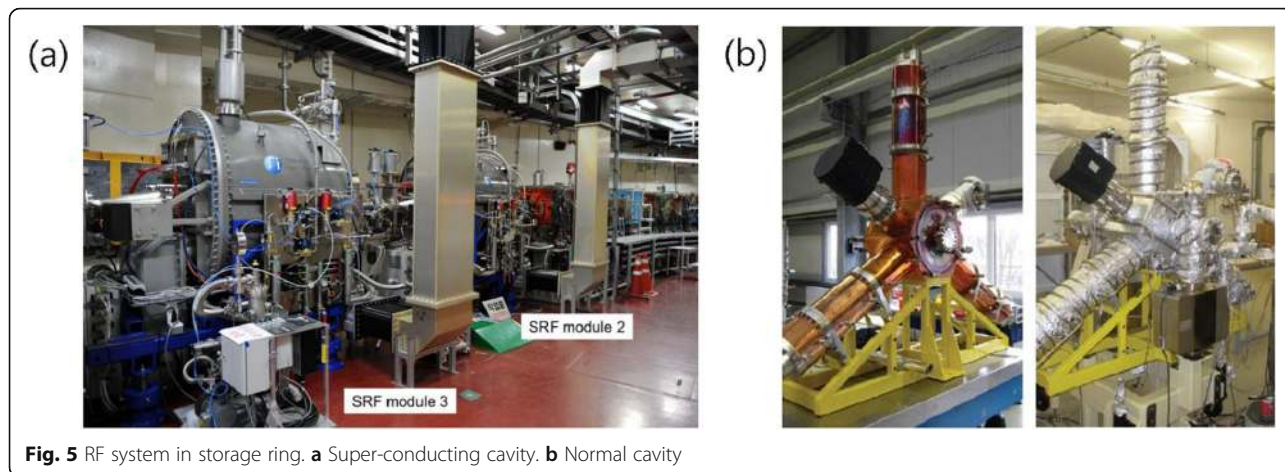 (a)
(b)
SRF module 2
SRF module 3
Fig. 5 RF system in storage ring. a Super-conducting cavity. b Normal cavity